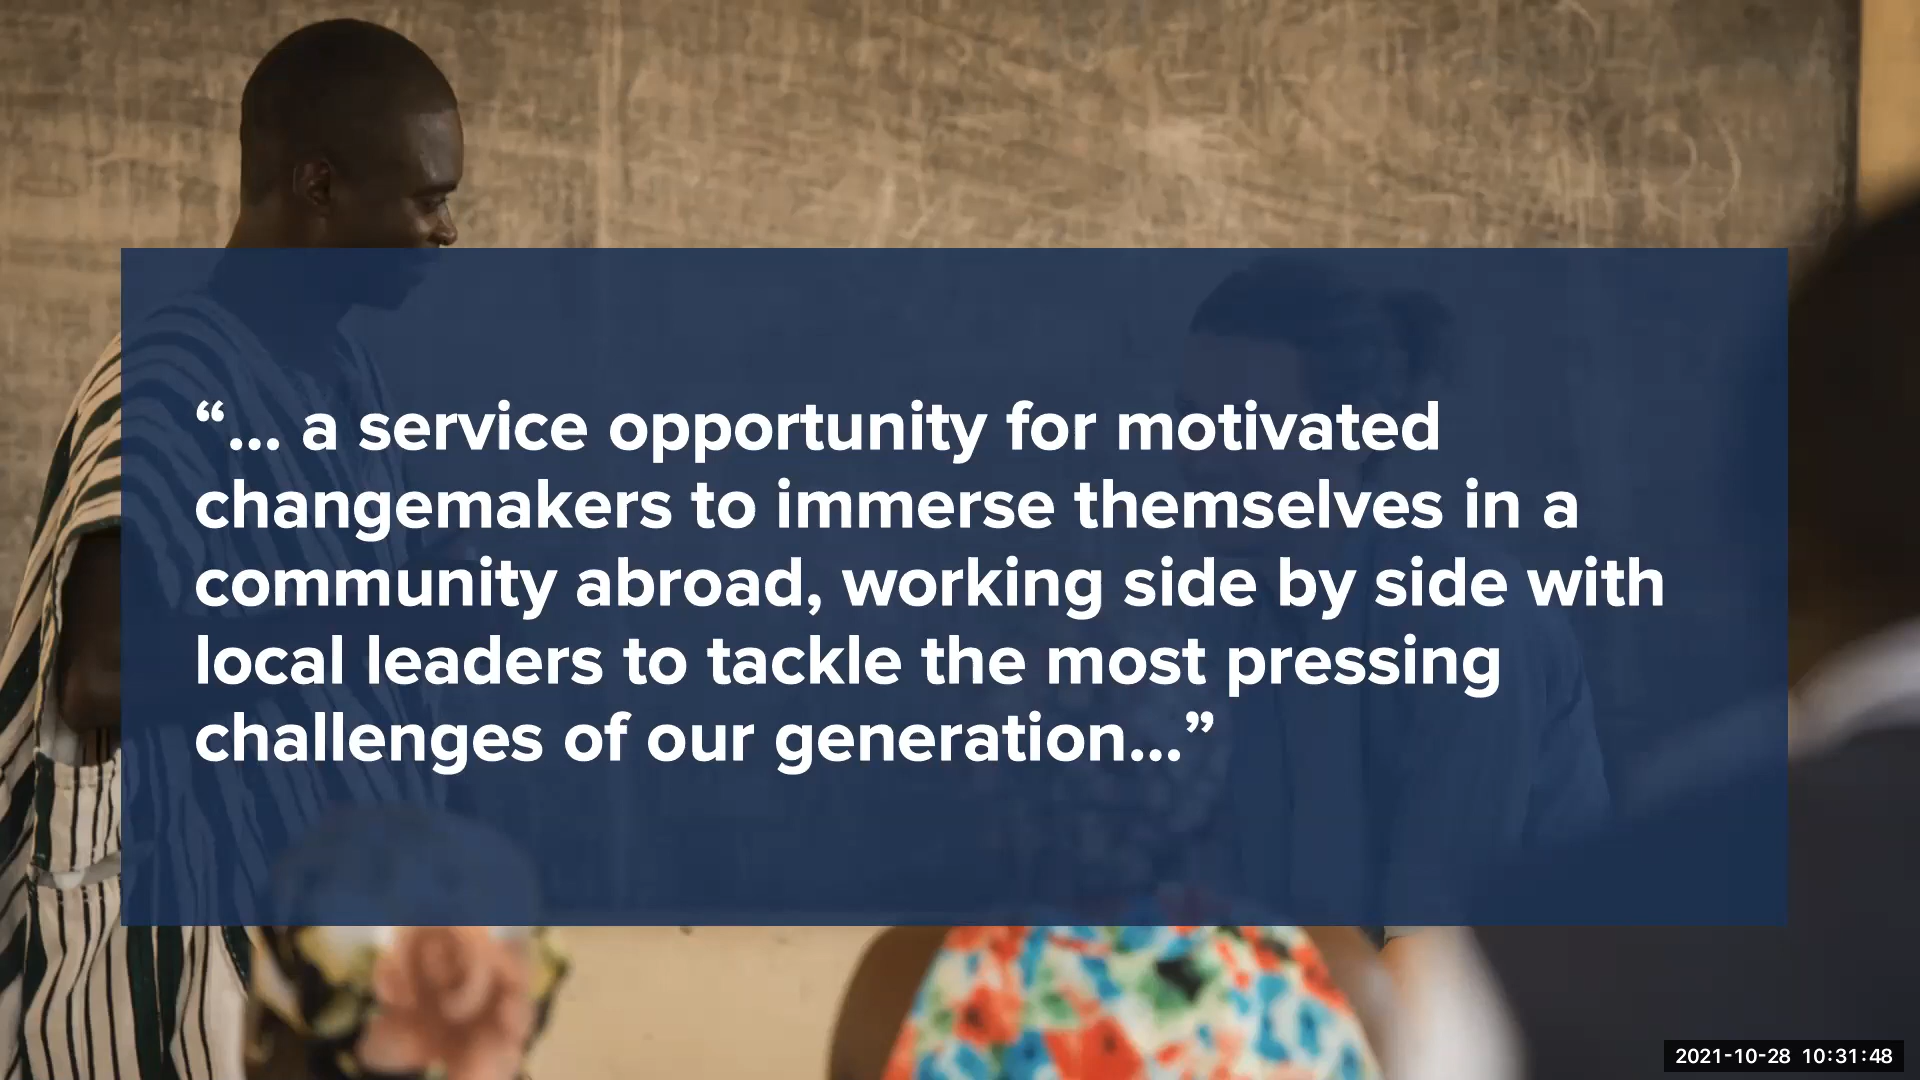 “... a service opportunity for motivated
changemakers to immerse themselves in a
community abroad, working side by side with
local leaders to tackle the most pressing
challenges of our generation...”
2021-10-28 10:31:48